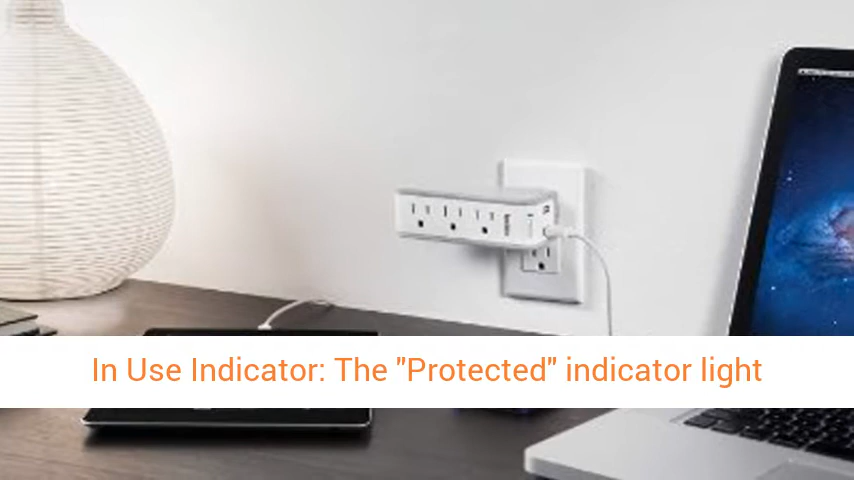 In Use Indicator: The "Protected" indicator light